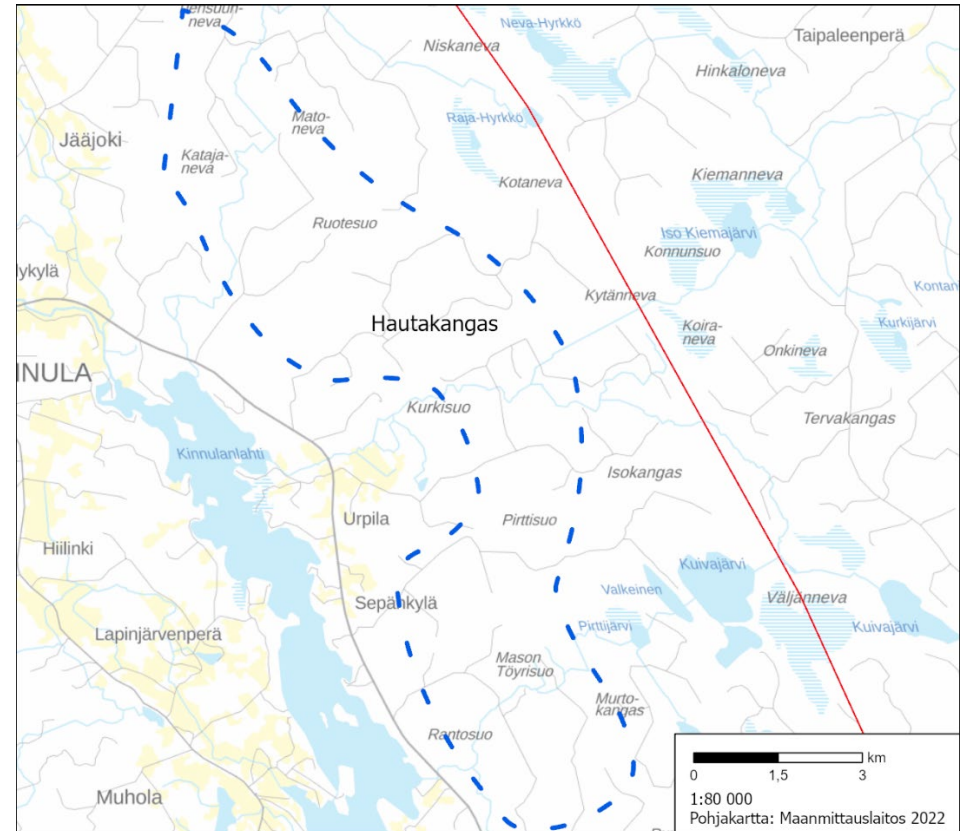 neva
Neva-Hyrkkö
Niskaneva
Taipaleenperä
Hinkaloneva
Raja-Hyrkkö
Mato-
neva
Jääjoki
Kataja-
neva
Kotaneva
Kiemanneva
Ruotesuo
Iso Kiemajärvi
Konnunsuo
lykylä
Kytänneva
Kontan
Hautakangas
Koira-
neva
Kurkijärvi
Onkineva
INULA
Kurkisuo
Tervakangas
Kinnulanlahti
Isokangas
Urpila
Pirttisuo
Hiilinki
Kuivajärvi
Valkeinen
Väljänneva
Sepänkylä
Pirttijärvi
Kuivajärvi
Lapinjärvenperä
Mason
Töyrisuo
Murto-
kangas
Rantosuo
km
0 1,5 3
Muhola
1:80 000
Pohjakartta: Maanmittauslaitos 2022